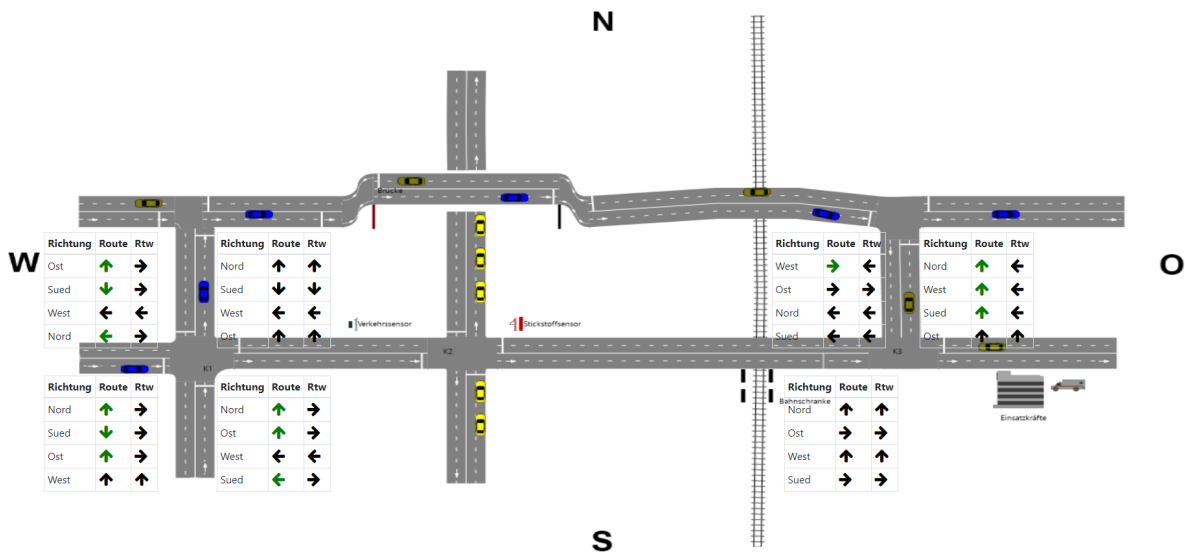 N
Brücke
W
O
Richtung Route Rtw
Ost
Sued
West
Nord
Richtung Route Rtw
Nord
Sued
West
Ost
Richtung Route Rtw
West
Ost
Nord
Sued
Richtung Route Rtw
Nord
West
Sued
Ost
Verkehrssensor
Stickstoffsensor
K1
K2
K3
Richtung Route Rtw
Nord
Sued
Ost
West
Richtung Route Rtw
Nord
Ost
West
Sued
Bahnschranke
Richtung Route Rtw
Nord
Ost
West
Sued
Einsatzkräfte
S